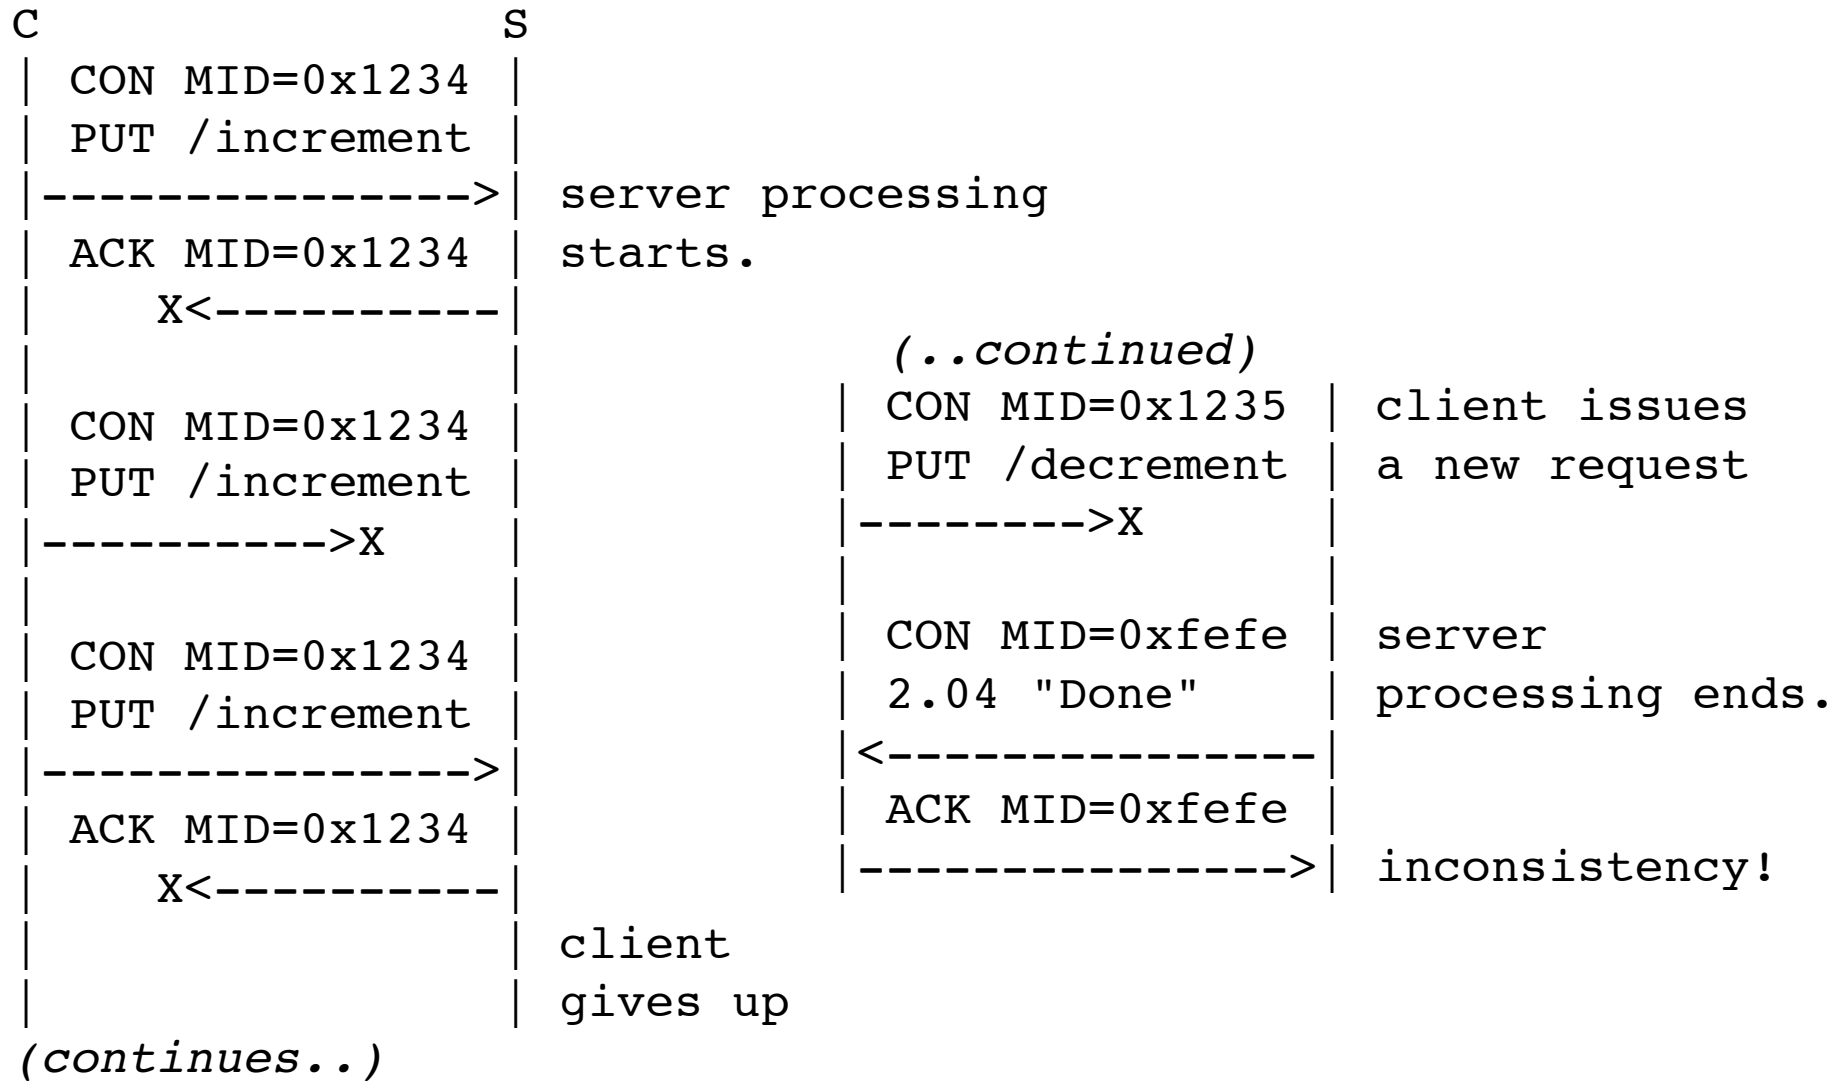 C                S
| CON MID=0x1234 |
| PUT /increment |
|--------------->| server processing
| ACK MID=0x1234 | starts.
|    X<----------|
|                |
| CON MID=0x1234 |
| PUT /increment |
|---------->X    |
|                |
| CON MID=0x1234 |
| PUT /increment |
|--------------->|
| ACK MID=0x1234 |
|    X<----------|
|                | client
|                | gives up
(continues..)
(..continued)
| CON MID=0x1235 | client issues
| PUT /decrement | a new request
|-------->X      |
|                |
| CON MID=0xfefe | server
| 2.04 "Done"    | processing ends.
|<---------------|
| ACK MID=0xfefe |
|--------------->| inconsistency!